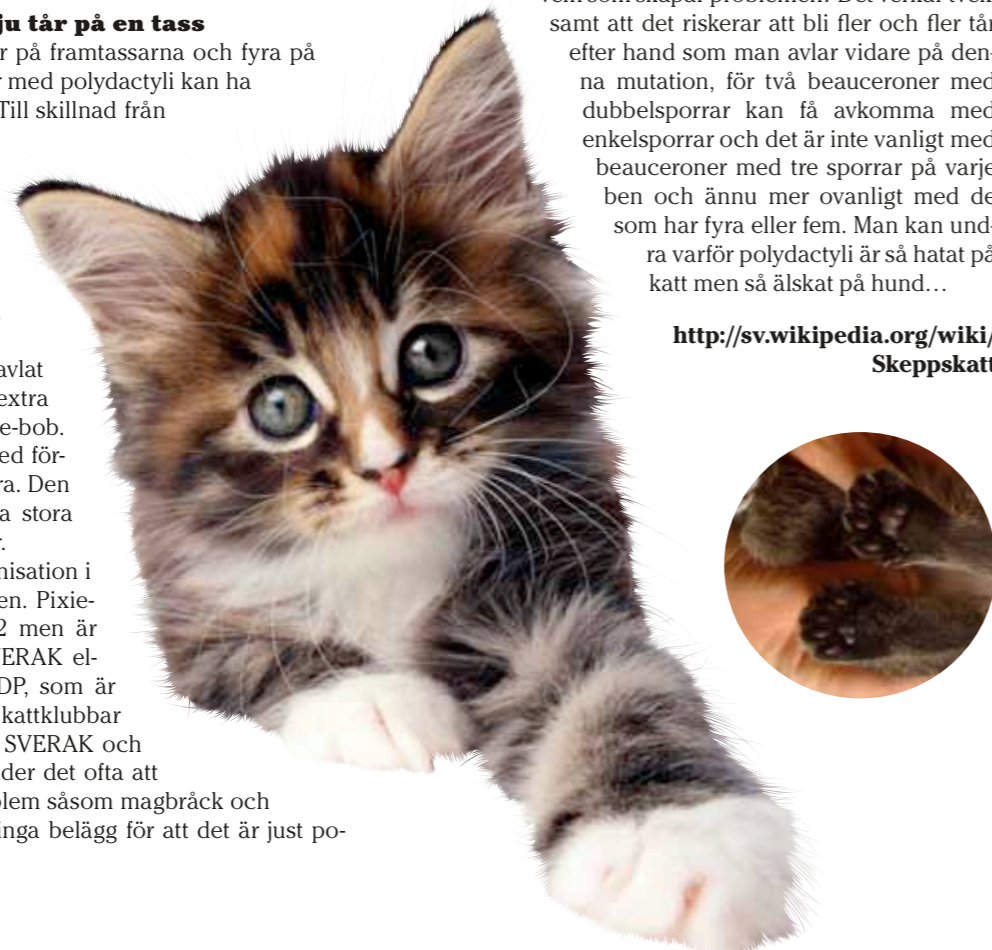 ju tår på en tass
r på framtassarna och fyra på
r med polydactyli kan ha
Till skillnad från
avlat
extra
e-bob.
ed för-
ra. Den
a stora
r.
nisation i
en. Pixie-
2 men är
VERAK el-
DP, som är
kattklubbar
SVERAK och
der det ofta att
blem såsom magbråck och
inga belägg för att det är just po-
samt att det riskerar att bli fler och fler tår
efter hand som man avlar vidare på den-
na mutation, för två beauceroner med
dubbelsporrar kan få avkomma med
enkelsporrar och det är inte vanligt med
beauceroner med tre sporrar på varje
ben och ännu mer ovanligt med de
som har fyra eller fem. Man kan und-
ra varför polydactyli är så hatat på
katt men så älskat på hund…
http://sv.wikipedia.org/wiki/
Skeppskatt